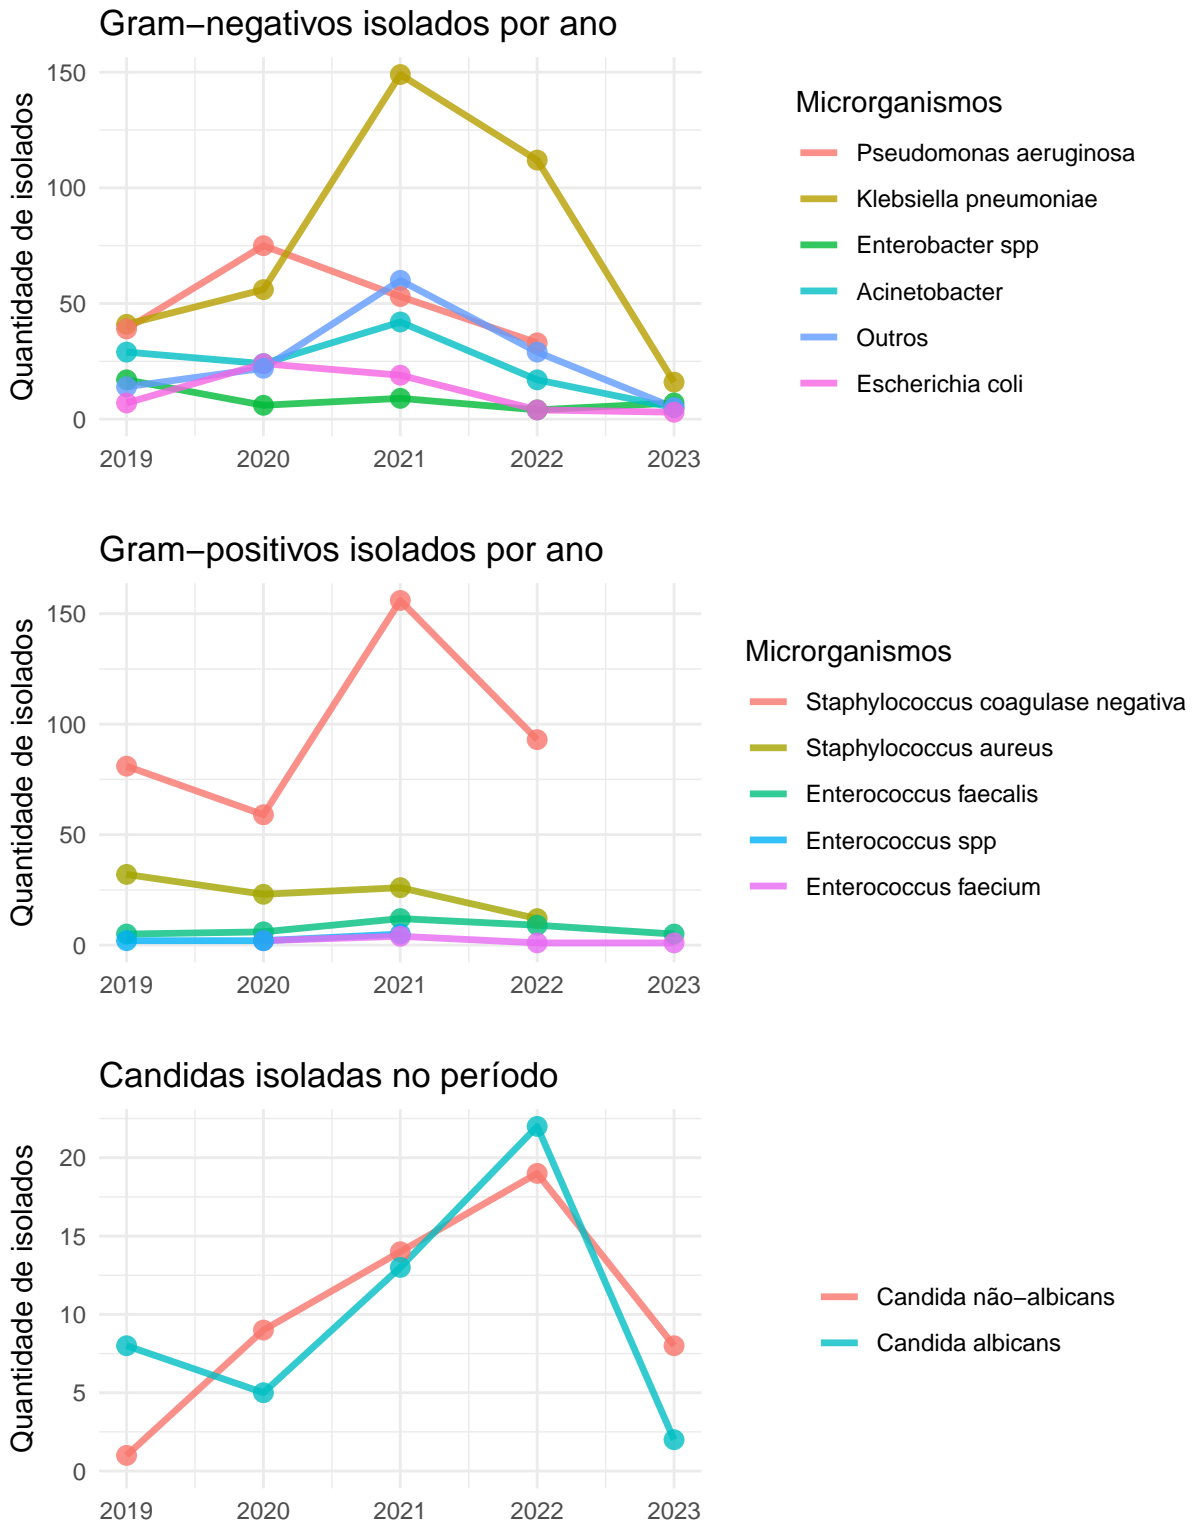 Gram−negativos isolados por ano
Quantidade de isolados
150
100
50
0
2019 2020 2021 2022 2023
Microrganismos
Pseudomonas aeruginosa
Klebsiella pneumoniae
Enterobacter spp
Acinetobacter
Outros
Escherichia coli
Gram−positivos isolados por ano
Quantidade de isolados
150
100
50
0
2019 2020 2021 2022 2023
Microrganismos
Staphylococcus coagulase negativa
Staphylococcus aureus
Enterococcus faecalis
Enterococcus spp
Enterococcus faecium
Candidas isoladas no período
Quantidade de isolados
20
15
10
5
0
2019 2020 2021 2022 2023
Candida não−albicans
Candida albicans